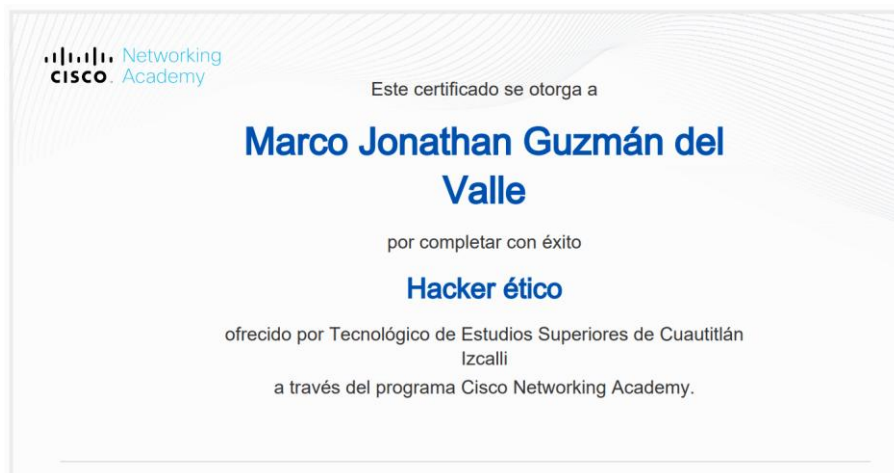 Networking
CISCO Academy
Este certificado se otorga a
Marco Jonathan Guzmán del
Valle
por completar con éxito
Hacker ético
ofrecido por Tecnológico de Estudios Superiores de Cuautitlán
Izcalli
a través del programa Cisco Networking Academy.